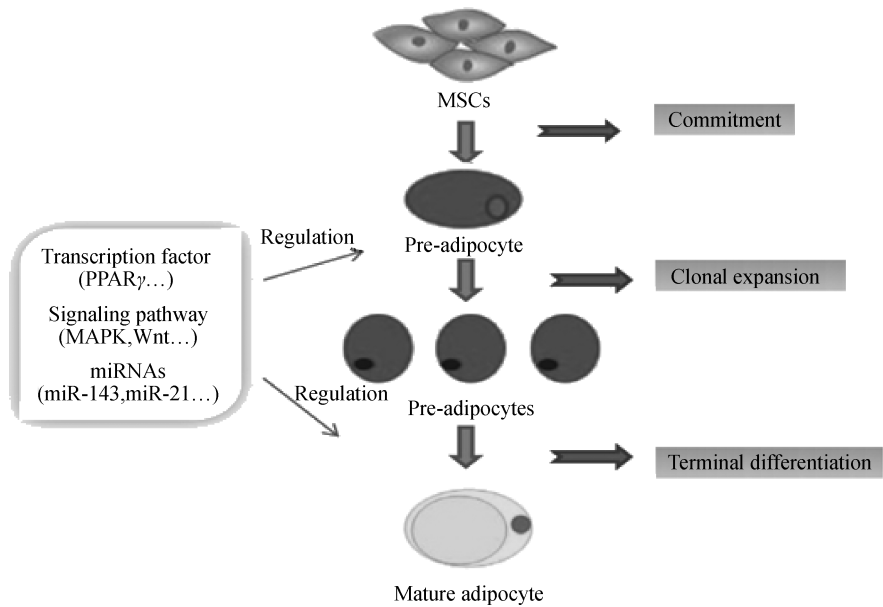 MSCs
Commitment
Pre-adipocyte
Regulation
Transcription factor
(PPARγ…)
Signaling pathway
(MAPK,Wnt…)
miRNAs
(miR-143,miR-21…)
Clonal expansion
Regulation
Pre-adipocytes
Terminal differentiation
Mature adipocyte